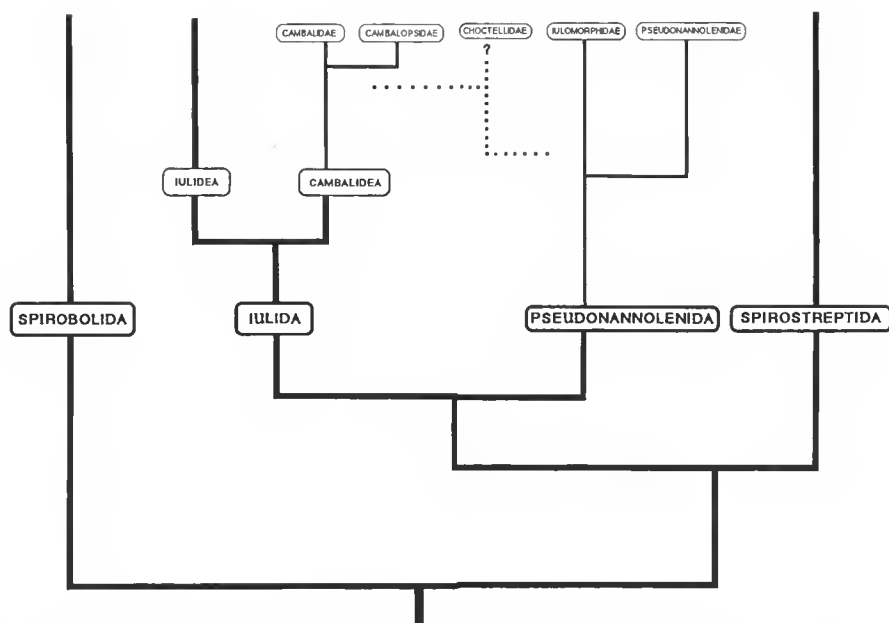 CAMBALIDAE
CAMBALOPSIDAE
CHOCTELLIDAE
IULOMORPHIDAE
PSEUDONANNOLENIDAE
?
IULIDEA
CAMBALIDEA
SPIROBOLIDA
IULIDA
PSEUDONANNOLENIDA
SPIROSTREPTIDA